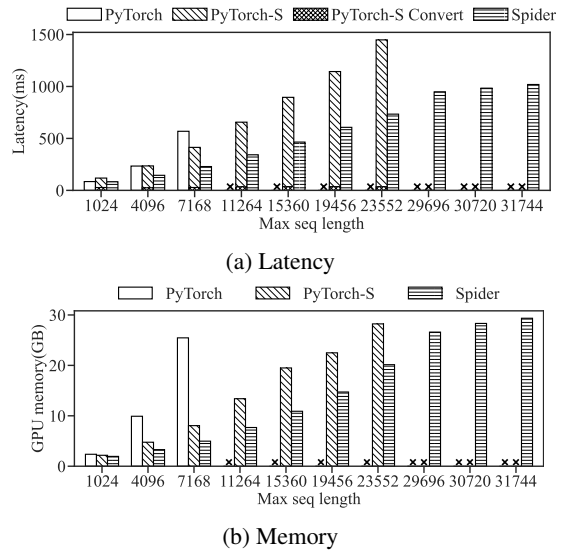 PyTorch PyTorch-S PyTorch-S Convert Spider
1500
1000
500
0
Latency(ms)
1024 4096 7168 11264 15360 19456 23552 29696 30720 31744
Max seq length
(a) Latency
PyTorch PyTorch-S Spider
30
20
10
0
GPU memory(GB)
1024 4096 7168 11264 15360 19456 23552 29696 30720 31744
Max seq length
(b) Memory